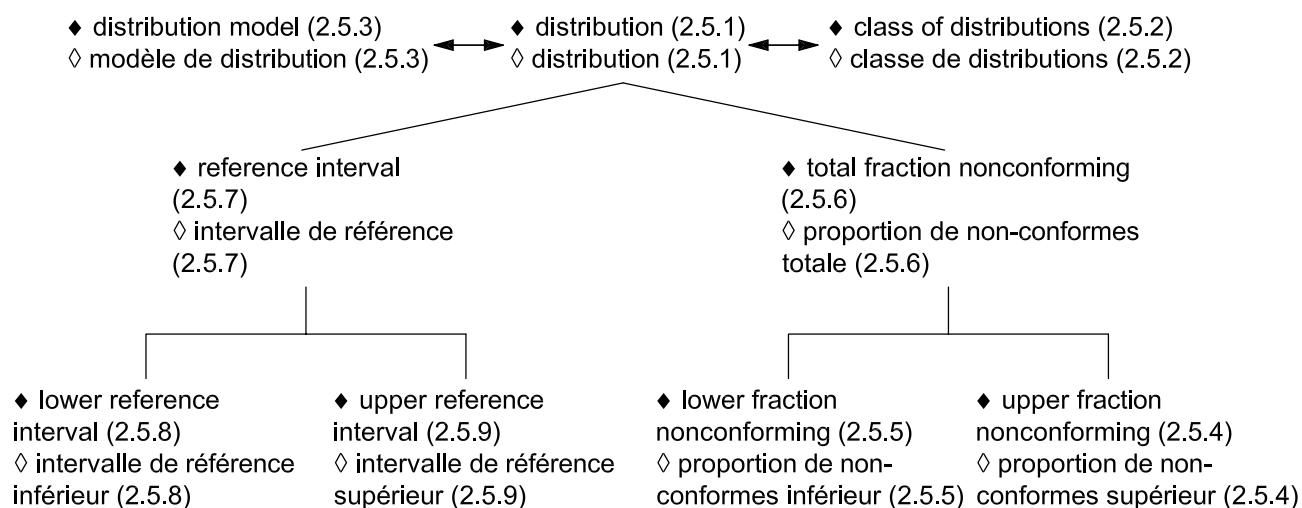 ♦ distribution model (2.5.3)
◊ modèle de distribution (2.5.3)
♦ distribution (2.5.1)
◊ distribution (2.5.1)
♦ class of distributions (2.5.2)
◊ classe de distributions (2.5.2)
♦ reference interval
(2.5.7)
◊ intervalle de référence
(2.5.7)
♦ total fraction nonconforming
(2.5.6)
◊ proportion de non-conformes
totale (2.5.6)
♦ lower reference
interval (2.5.8)
◊ intervalle de référence
inférieur (2.5.8)
♦ upper reference
interval (2.5.9)
◊ intervalle de référence
supérieur (2.5.9)
♦ lower fraction
nonconforming (2.5.5)
◊ proportion de non-
conformes inférieur (2.5.5)
♦ upper fraction
nonconforming (2.5.4)
◊ proportion de non-
conformes supérieur (2.5.4)